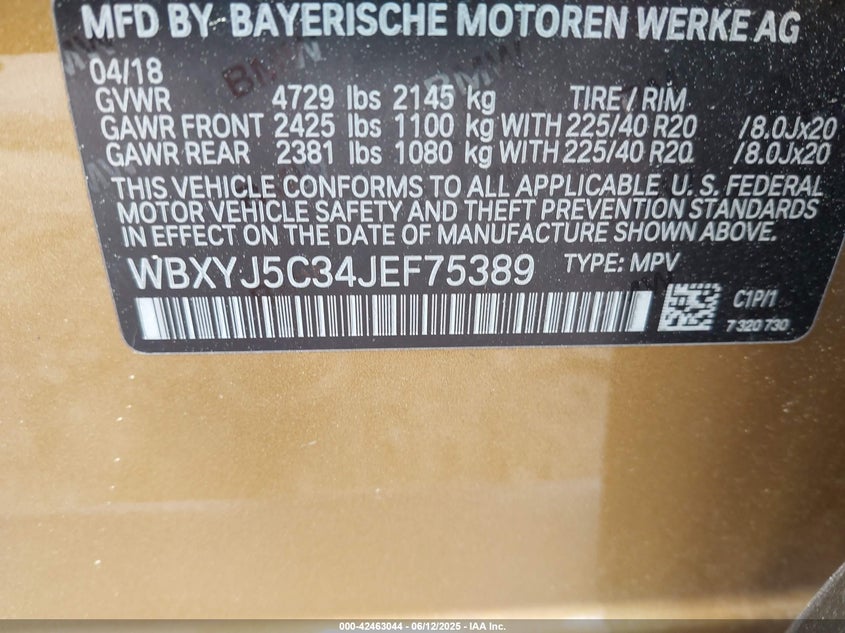 MFD BY BAYERISCHE MOTOREN WERKE AG
04/18
GVWR 4729 lbs 2145 kg TIRE / RIM
GAWR FRONT 2425 lbs 1100 kg WITH 225/40 R20 /8.0Jx20
GAWR REAR 2381 lbs 1080 kg WITH 225/40 R20 /8.0Jx20
THIS VEHICLE CONFORMS TO ALL APPLICABLE U. S. FEDERAL
MOTOR VEHICLE SAFETY AND THEFT PREVENTION STANDARDS
IN EFFECT ON THE DATE OF MANUFACTURE SHOWN ABOVE.
WBXYJ5C34JEF75389 TYPE: MPV
C1P/1
7 320 730
000-42463044 - 06/12/2025 - IAA Inc.